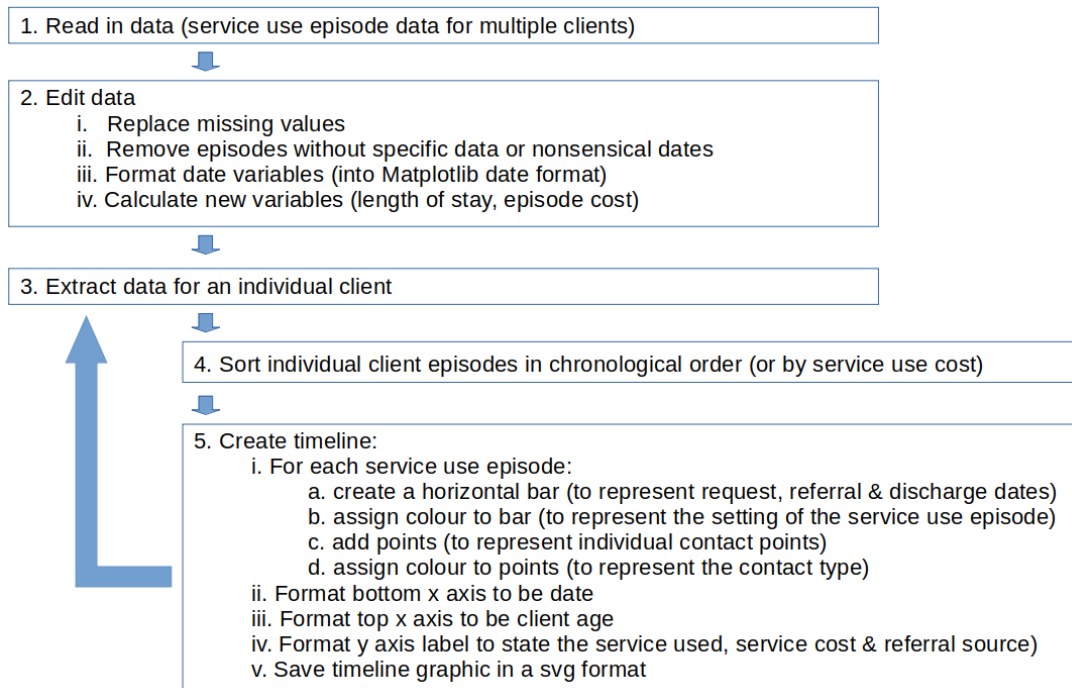 1. Read in data (service use episode data for multiple clients)
2. Edit data
i. Replace missing values
ii. Remove episodes without specific data or nonsensical dates
iii. Format date variables (into Matplotlib date format)
iv. Calculate new variables (length of stay, episode cost)
3. Extract data for an individual client
4. Sort individual client episodes in chronological order (or by service use cost)
5. Create timeline:
i. For each service use episode:
a. create a horizontal bar (to represent request, referral & discharge dates)
b. assign colour to bar (to represent the setting of the service use episode)
c. add points (to represent individual contact points)
d. assign colour to points (to represent the contact type)
ii. Format bottom x axis to be date
iii. Format top x axis to be client age
iv. Format y axis label to state the service used, service cost & referral source)
v. Save timeline graphic in a svg format